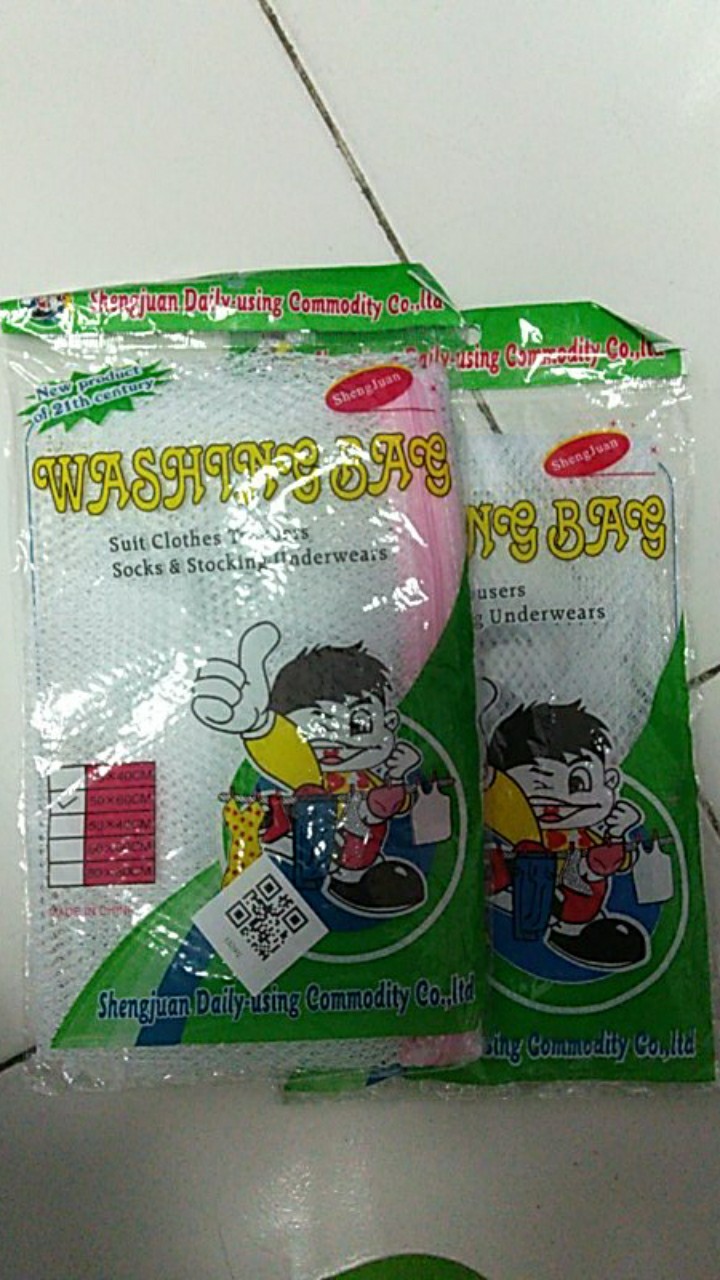 Shengjuan Daily-using Commodity Co.,ltd
Daily-using Commodity Co.,lt
New product
of 21th century
ShengJuan
WASHING BAG
Suit Clothes
Socks & Stocking Underwears
50×60CM
MADE IN CHINA
Shengjuan Daily-using Commodity Co.,ltd
ShengJuan
NG BAG
users
g Underwears
sing Commodity Co.,ltd